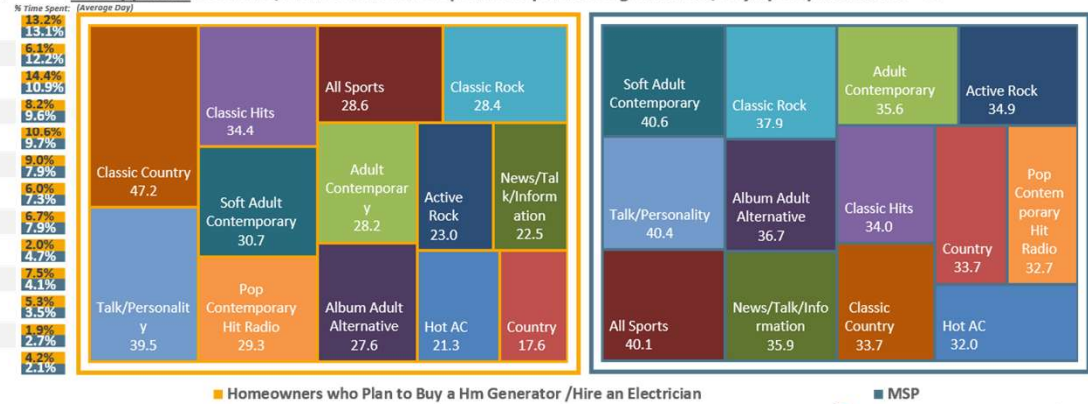 % Time Spent: (Average Day)
13.2%
13.1%
6.1%
12.2%
14.4%
10.9%
8.2%
9.6%
10.6%
9.7%
9.0%
7.9%
6.0%
7.3%
6.7%
7.9%
2.0%
4.7%
7.5%
4.1%
5.3%
3.5%
1.9%
2.7%
4.2%
2.1%
Classic Country
47.2
Talk/Personalit
y
39.5
Classic Hits
34.4
Soft Adult
Contemporary
30.7
Pop
Contemporary
Hit Radio
29.3
All Sports
28.6
Classic Rock
28.4
Adult
Contemporar
y
28.2
Album Adult
Alternative
27.6
Active
Rock
23.0
News/Tal
k/Inform
ation
22.5
Hot AC
21.3
Country
17.6
Soft Adult
Contemporary
40.6
Talk/Personality
40.4
All Sports
40.1
Classic Rock
37.9
Album Adult
Alternative
36.7
News/Talk/Info
rmation
35.9
Adult
Contemporary
35.6
Active Rock
34.9
Classic Hits
34.0
Classic
Country
33.7
Country
33.7
Pop
Contem
porary
Hit
Radio
32.7
Hot AC
32.0
Homeowners who Plan to Buy a Hm Generator /Hire an Electrician
MSP